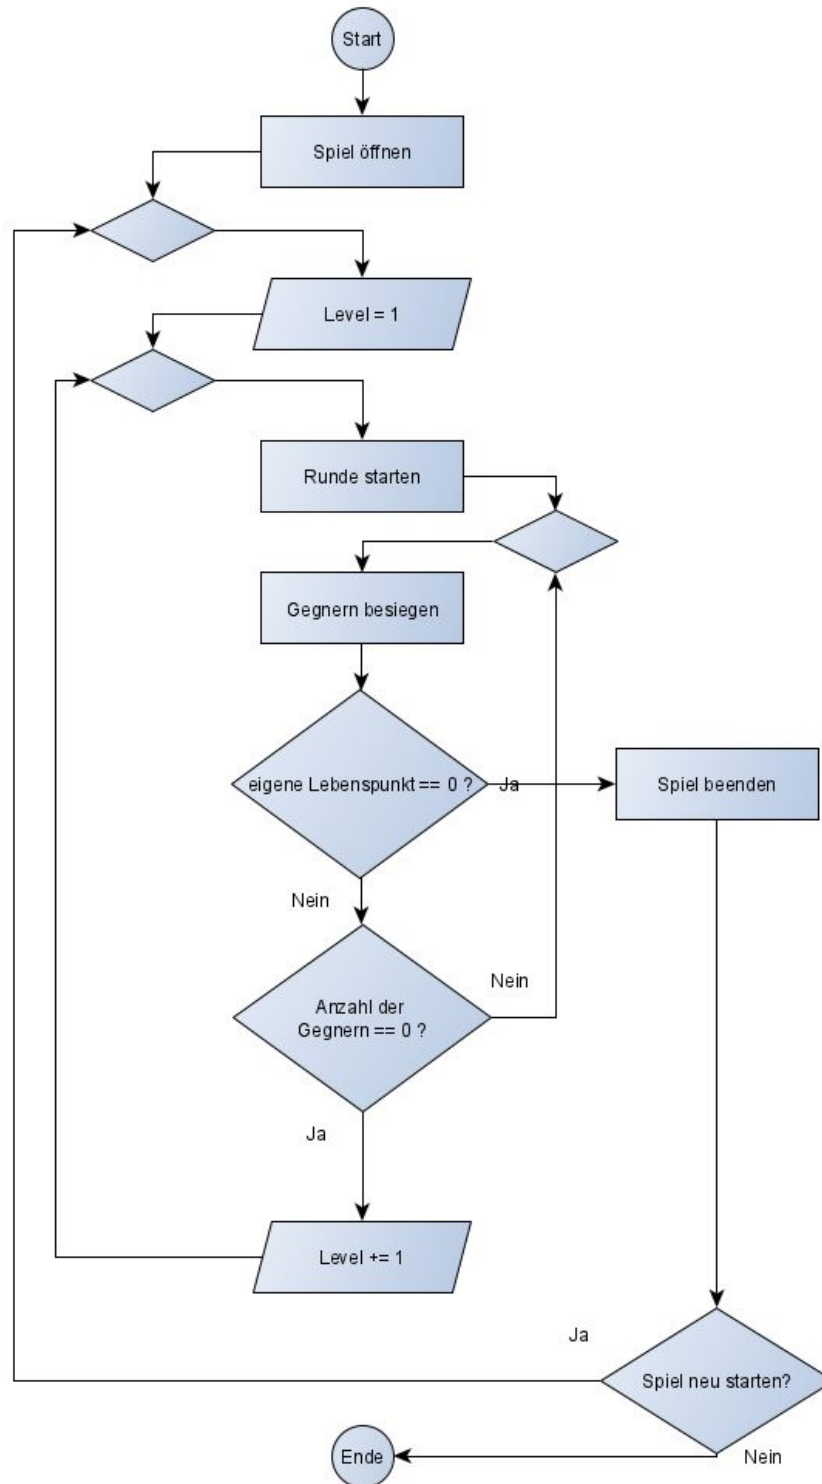 Start
Spiel öffnen
Level = 1
Runde starten
Gegnern besiegen
eigene Lebenspunkt == 0 ?
Ja
Spiel beenden
Nein
Anzahl der
Gegnern == 0 ?
Nein
Ja
Level += 1
Ja
Spiel neu starten?
Ende
Nein